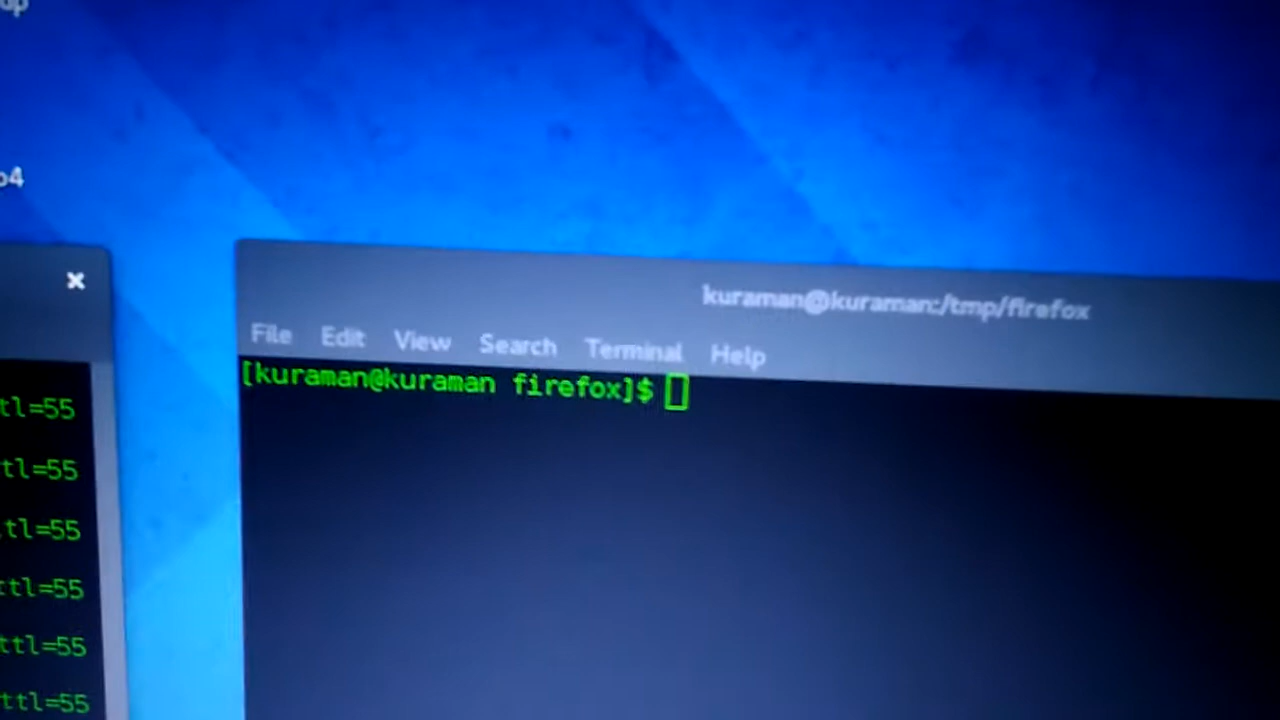 kuraman@kuraman:/tmp/firefox
File Edit View Search Terminal Help
[kuraman@kuraman firefox]$
ttl=55
ttl=55
ttl=55
ttl=55
ttl=55
ttl=55